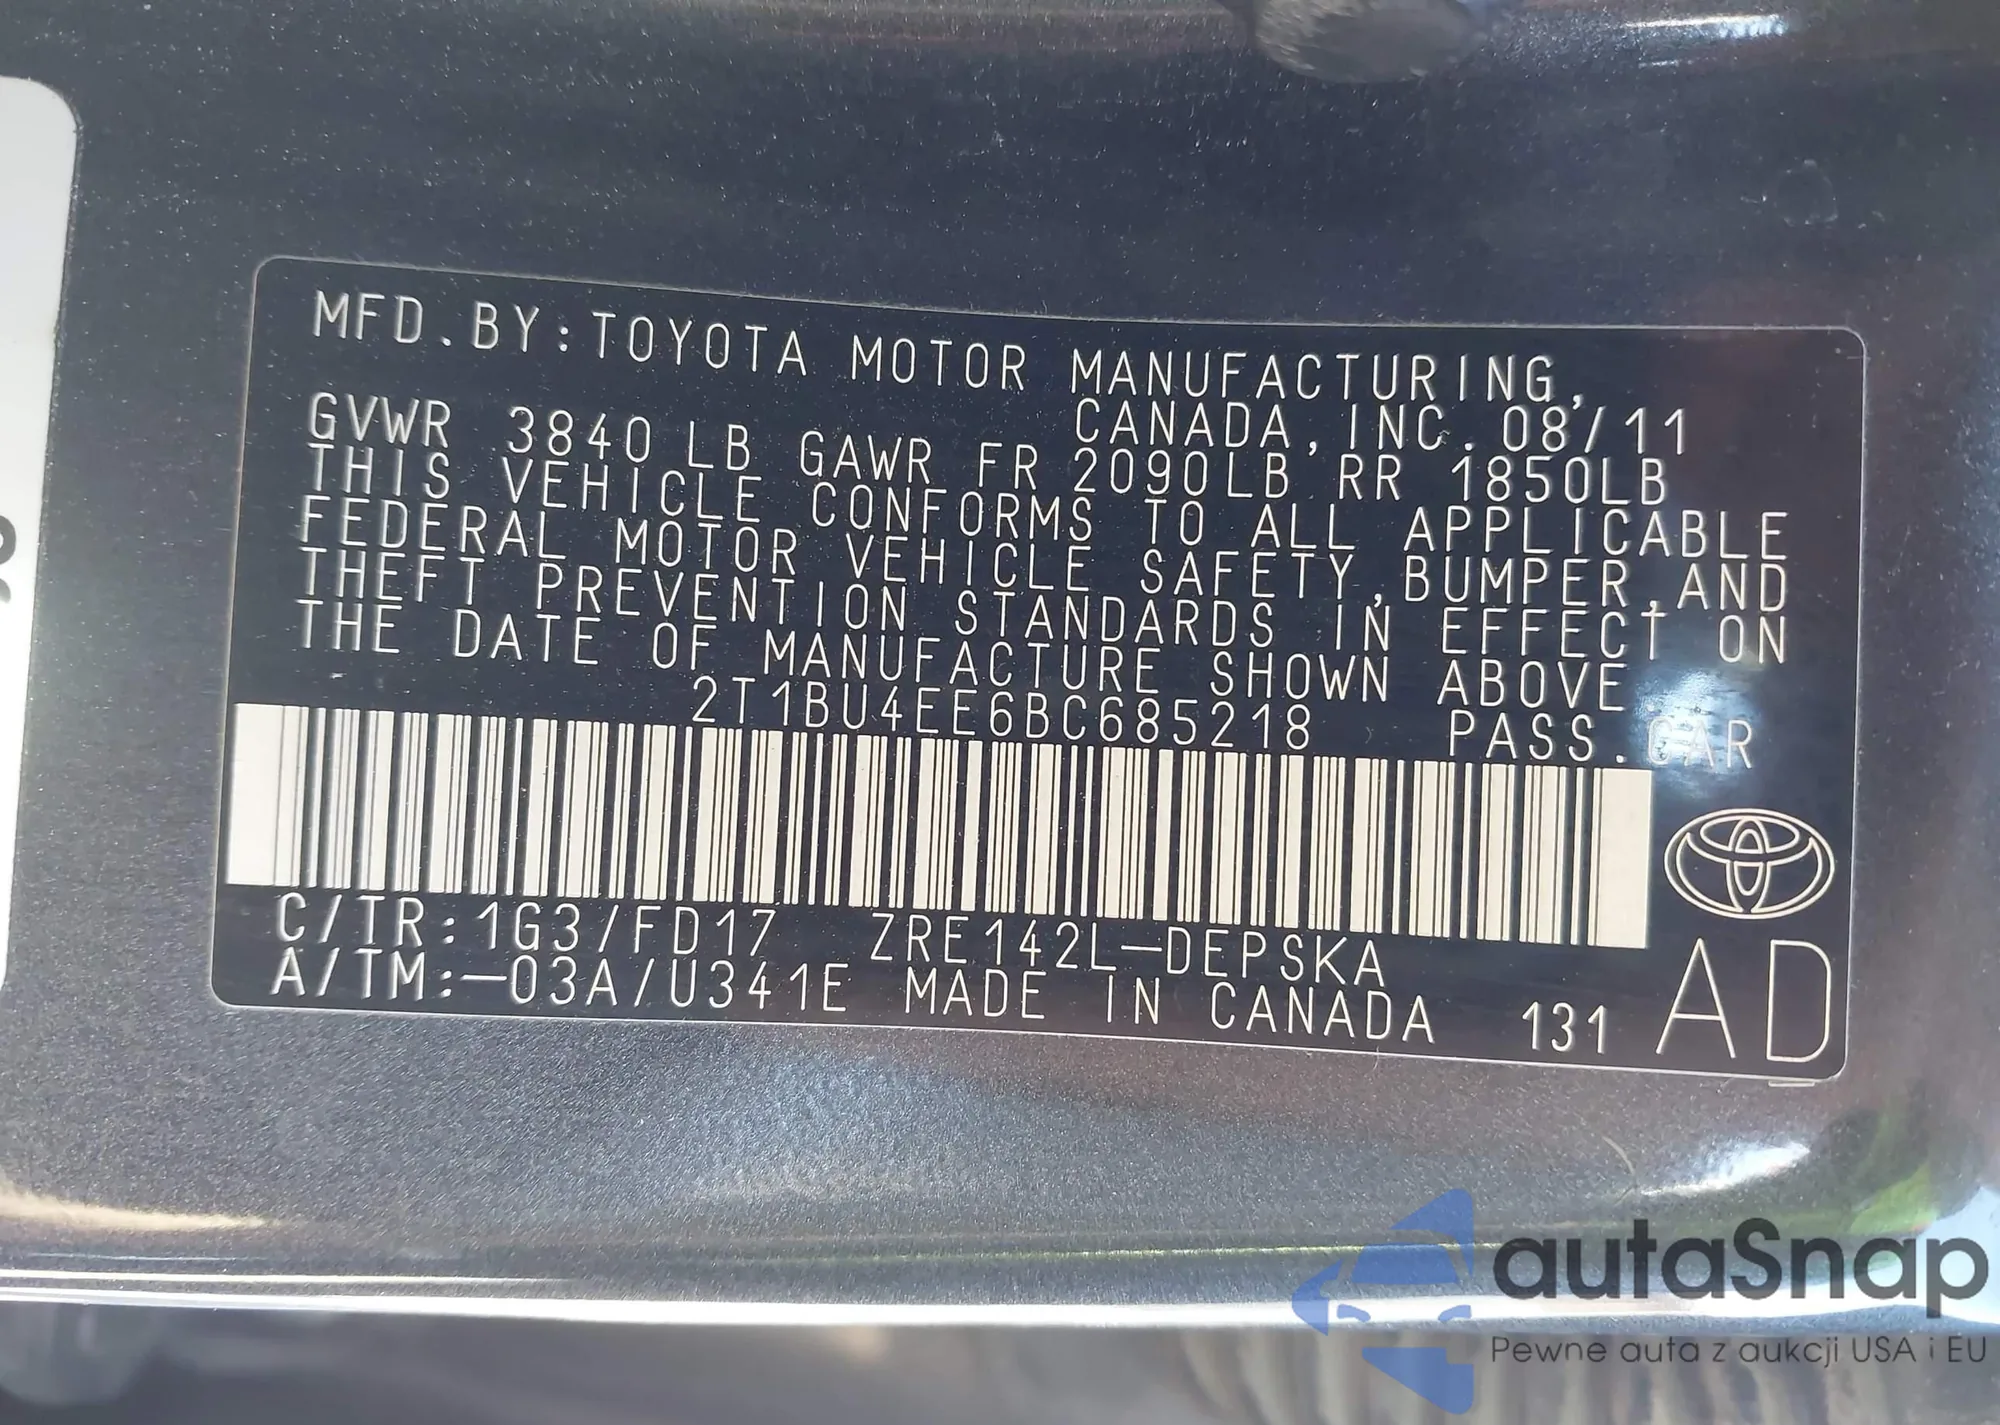 MFD.BY:TOYOTA MOTOR MANUFACTURING,
CANADA,INC.08/11
GVWR 3840LB GAWR FR 2090LB RR 1850LB
THIS VEHICLE CONFORMS TO ALL APPLICABLE
FEDERAL MOTOR VEHICLE SAFETY,BUMPER,AND
THEFT PREVENTION STANDARDS IN EFFECT ON
THE DATE OF MANUFACTURE SHOWN ABOVE
2T1BU4EE6BC685218 PASS.CAR
C/TR:1G3/FD17 ZRE142L-DEPSKA
A/TM:-03A/U341E MADE IN CANADA 131 AD
autaSnap
Pewne auta z aukcji USA i EU